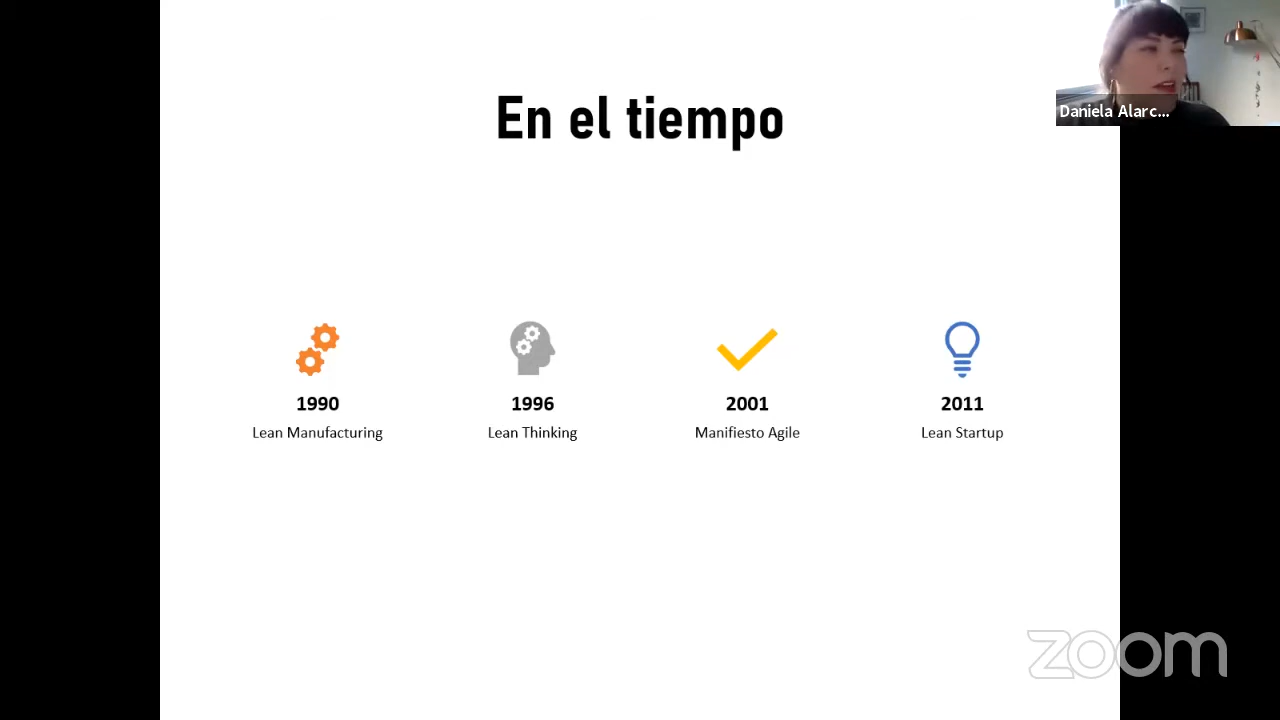 En el tiempo
Daniela Alarc...
1990
Lean Manufacturing
1996
Lean Thinking
2001
Manifiesto Agile
2011
Lean Startup
zoom